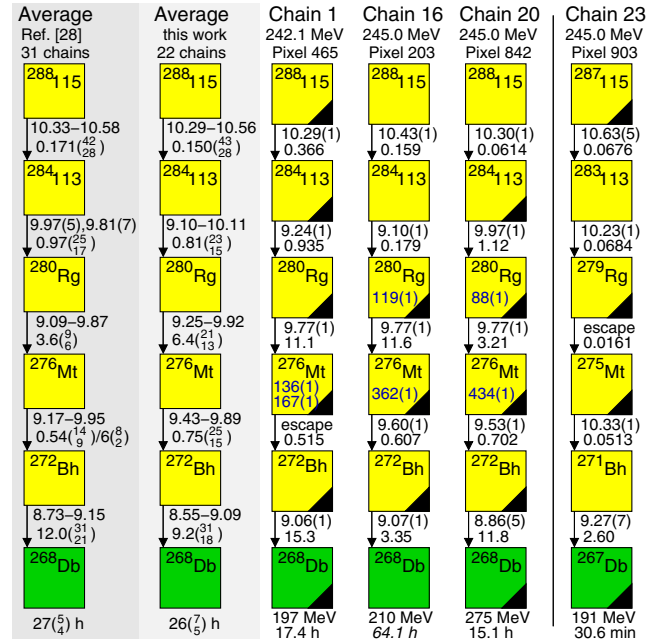 Average
Ref. [28]
31 chains
288115
10.33–10.58
0.171(42 28)
284113
9.97(5),9.81(7)
0.97(25 17)
280Rg
9.09–9.87
3.6(9 6)
276Mt
9.17–9.95
0.54(14 9)/6(8 2)
272Bh
8.73–9.15
12.0(31 21)
268Db
27(5 4) h
Average
this work
22 chains
288115
10.29–10.56
0.150(43 28)
284113
9.10–10.11
0.81(23 15)
280Rg
9.25–9.92
6.4(21 13)
276Mt
9.43–9.89
0.75(25 15)
272Bh
8.55–9.09
9.2(31 18)
268Db
26(7 5) h
Chain 1
242.1 MeV
Pixel 465
288115
10.29(1)
0.366
284113
9.24(1)
0.935
280Rg
9.77(1)
11.1
276Mt
136(1)
167(1)
escape
0.515
272Bh
9.06(1)
15.3
268Db
197 MeV
17.4 h
Chain 16
245.0 MeV
Pixel 203
288115
10.43(1)
0.159
284113
9.10(1)
0.179
280Rg
119(1)
9.77(1)
11.6
276Mt
362(1)
9.60(1)
0.607
272Bh
9.07(1)
3.35
268Db
210 MeV
64.1 h
Chain 20
245.0 MeV
Pixel 842
288115
10.30(1)
0.0614
284113
9.97(1)
1.12
280Rg
88(1)
9.77(1)
3.21
276Mt
434(1)
9.53(1)
0.702
272Bh
8.86(5)
11.8
268Db
275 MeV
15.1 h
Chain 23
245.0 MeV
Pixel 903
287115
10.63(5)
0.0676
283113
10.23(1)
0.0684
279Rg
escape
0.0161
275Mt
10.33(1)
0.0513
271Bh
9.27(7)
2.60
267Db
191 MeV
30.6 min